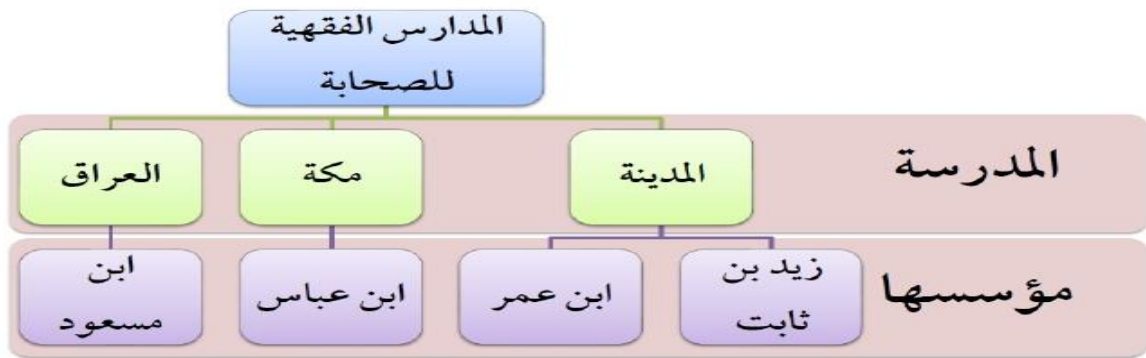 المدارس الفقهية
للصحابة
المدرسة
المدينة
مكة
العراق
مؤسسها
زيد بن
ثابت
ابن عمر
ابن عباس
ابن
مسعود